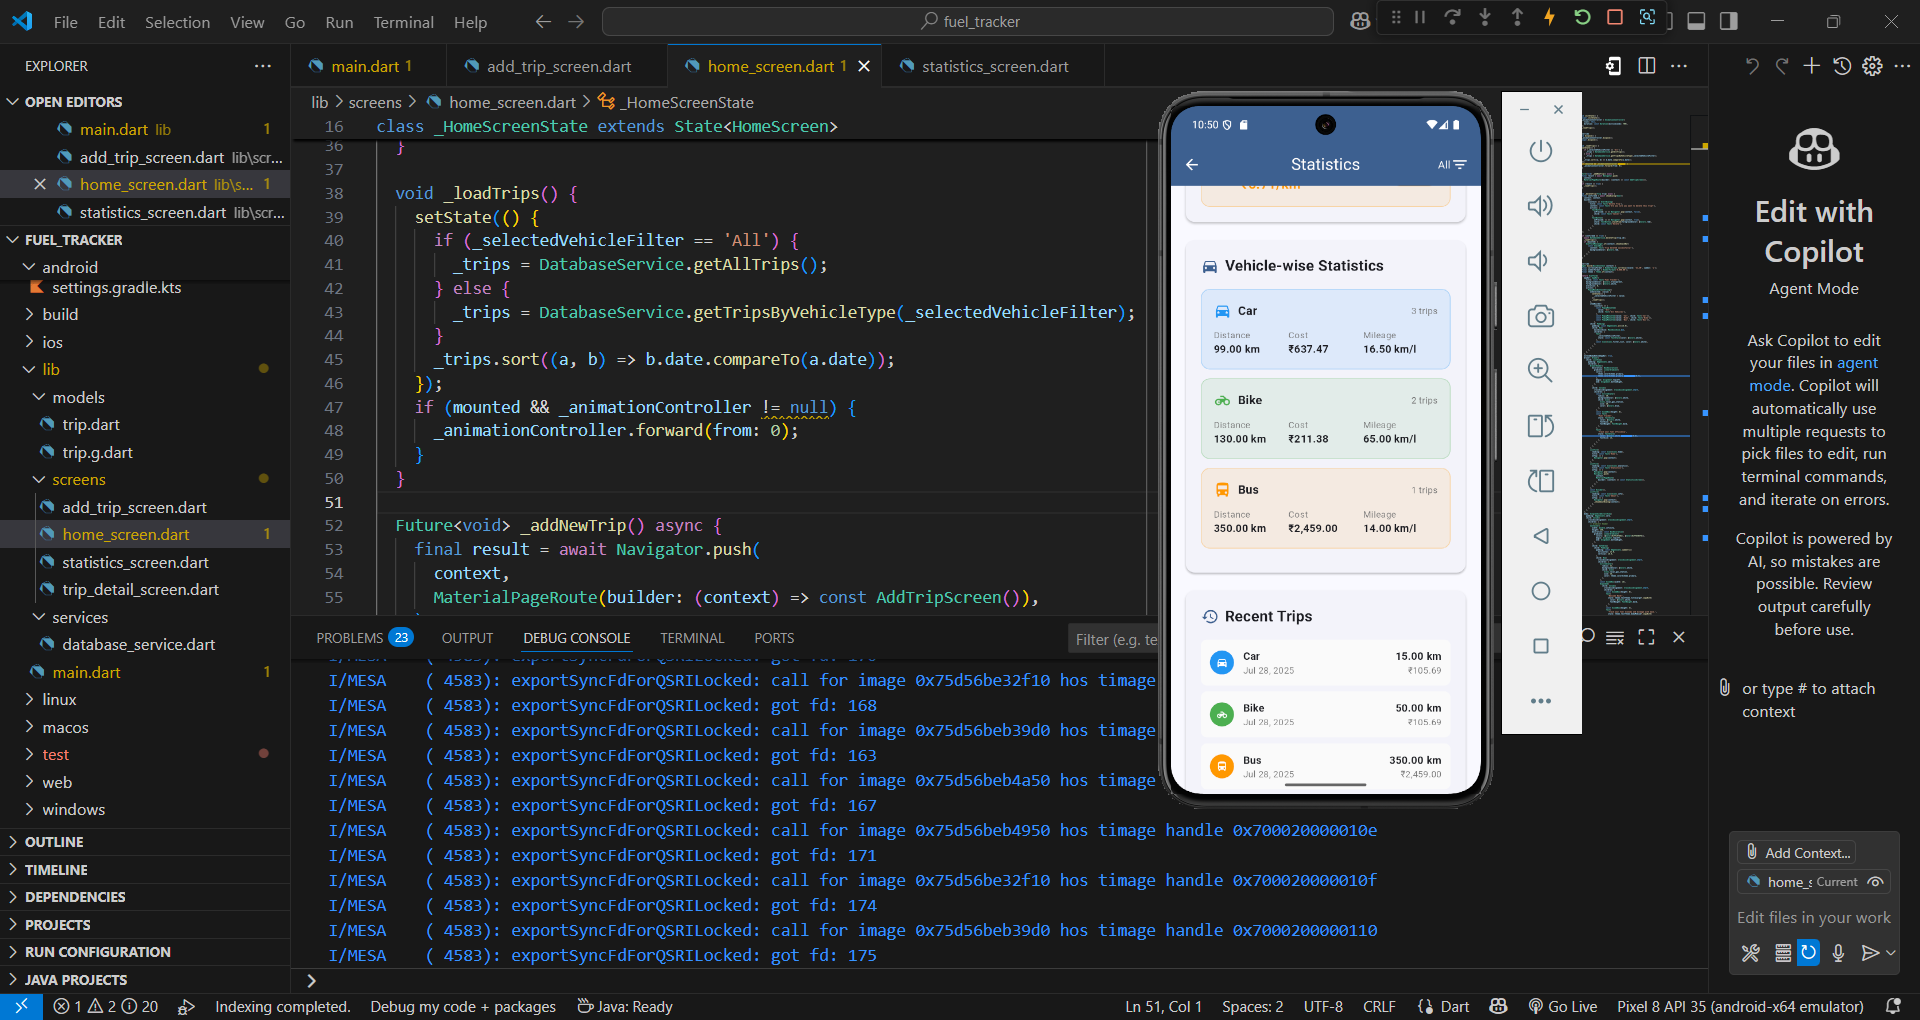 File Edit Selection View Go Run Terminal Help
fuel_tracker
EXPLORER
OPEN EDITORS
main.dart lib 1
add_trip_screen.dart lib\scr...
home_screen.dart lib\s... 1
statistics_screen.dart lib\scr...
FUEL_TRACKER
android
settings.gradle.kts
build
ios
lib
models
trip.dart
trip.g.dart
screens
add_trip_screen.dart
home_screen.dart 1
statistics_screen.dart
trip_detail_screen.dart
services
database_service.dart
main.dart 1
linux
macos
test
web
windows
OUTLINE
TIMELINE
DEPENDENCIES
PROJECTS
RUN CONFIGURATION
JAVA PROJECTS
main.dart 1
add_trip_screen.dart
home_screen.dart 1
statistics_screen.dart
lib > screens > home_screen.dart > _HomeScreenState
16 class _HomeScreenState extends State<HomeScreen>
36 }
37
38 void _loadTrips() {
39 setState(() {
40 if (_selectedVehicleFilter == 'All') {
41 _trips = DatabaseService.getAllTrips();
42 } else {
43 _trips = DatabaseService.getTripsByVehicleType(_selectedVehicleFilter);
44 }
45 _trips.sort((a, b) => b.date.compareTo(a.date));
46 });
47 if (mounted && _animationController != null) {
48 _animationController.forward(from: 0);
49 }
50 }
51
52 Future<void> _addNewTrip() async {
53 final result = await Navigator.push(
54 context,
55 MaterialPageRoute(builder: (context) => const AddTripScreen()),
PROBLEMS 23 OUTPUT DEBUG CONSOLE TERMINAL PORTS
Filter (e.g. te
I/MESA ( 4583): exportSyncFdForQSRILocked: call for image 0x75d56be32f10 hos timage
I/MESA ( 4583): exportSyncFdForQSRILocked: got fd: 168
I/MESA ( 4583): exportSyncFdForQSRILocked: call for image 0x75d56beb39d0 hos timage
I/MESA ( 4583): exportSyncFdForQSRILocked: got fd: 163
I/MESA ( 4583): exportSyncFdForQSRILocked: call for image 0x75d56beb4a50 hos timage
I/MESA ( 4583): exportSyncFdForQSRILocked: got fd: 167
I/MESA ( 4583): exportSyncFdForQSRILocked: call for image 0x75d56beb4950 hos timage handle 0x700020000010e
I/MESA ( 4583): exportSyncFdForQSRILocked: got fd: 171
I/MESA ( 4583): exportSyncFdForQSRILocked: call for image 0x75d56be32f10 hos timage handle 0x700020000010f
I/MESA ( 4583): exportSyncFdForQSRILocked: got fd: 174
I/MESA ( 4583): exportSyncFdForQSRILocked: call for image 0x75d56beb39d0 hos timage handle 0x7000200000110
I/MESA ( 4583): exportSyncFdForQSRILocked: got fd: 175
10:50
Statistics
All
Vehicle-wise Statistics
Car 3 trips
Distance Cost Mileage
99.00 km ₹637.47 16.50 km/l
Bike 2 trips
Distance Cost Mileage
130.00 km ₹211.38 65.00 km/l
Bus 1 trips
Distance Cost Mileage
350.00 km ₹2,459.00 14.00 km/l
Recent Trips
Car 15.00 km
Jul 28, 2025 ₹105.69
Bike 50.00 km
Jul 28, 2025 ₹105.69
Bus 350.00 km
Jul 28, 2025 ₹2,459.00
Edit with
Copilot
Agent Mode
Ask Copilot to edit
your files in agent
mode. Copilot will
automatically use
multiple requests to
pick files to edit, run
terminal commands,
and iterate on errors.
Copilot is powered by
AI, so mistakes are
possible. Review
output carefully
before use.
or type # to attach
context
Add Context...
home_s Current
Edit files in your work
1 2 20 Indexing completed. Debug my code + packages Java: Ready
Ln 51, Col 1 Spaces: 2 UTF-8 CRLF Dart Go Live Pixel 8 API 35 (android-x64 emulator)